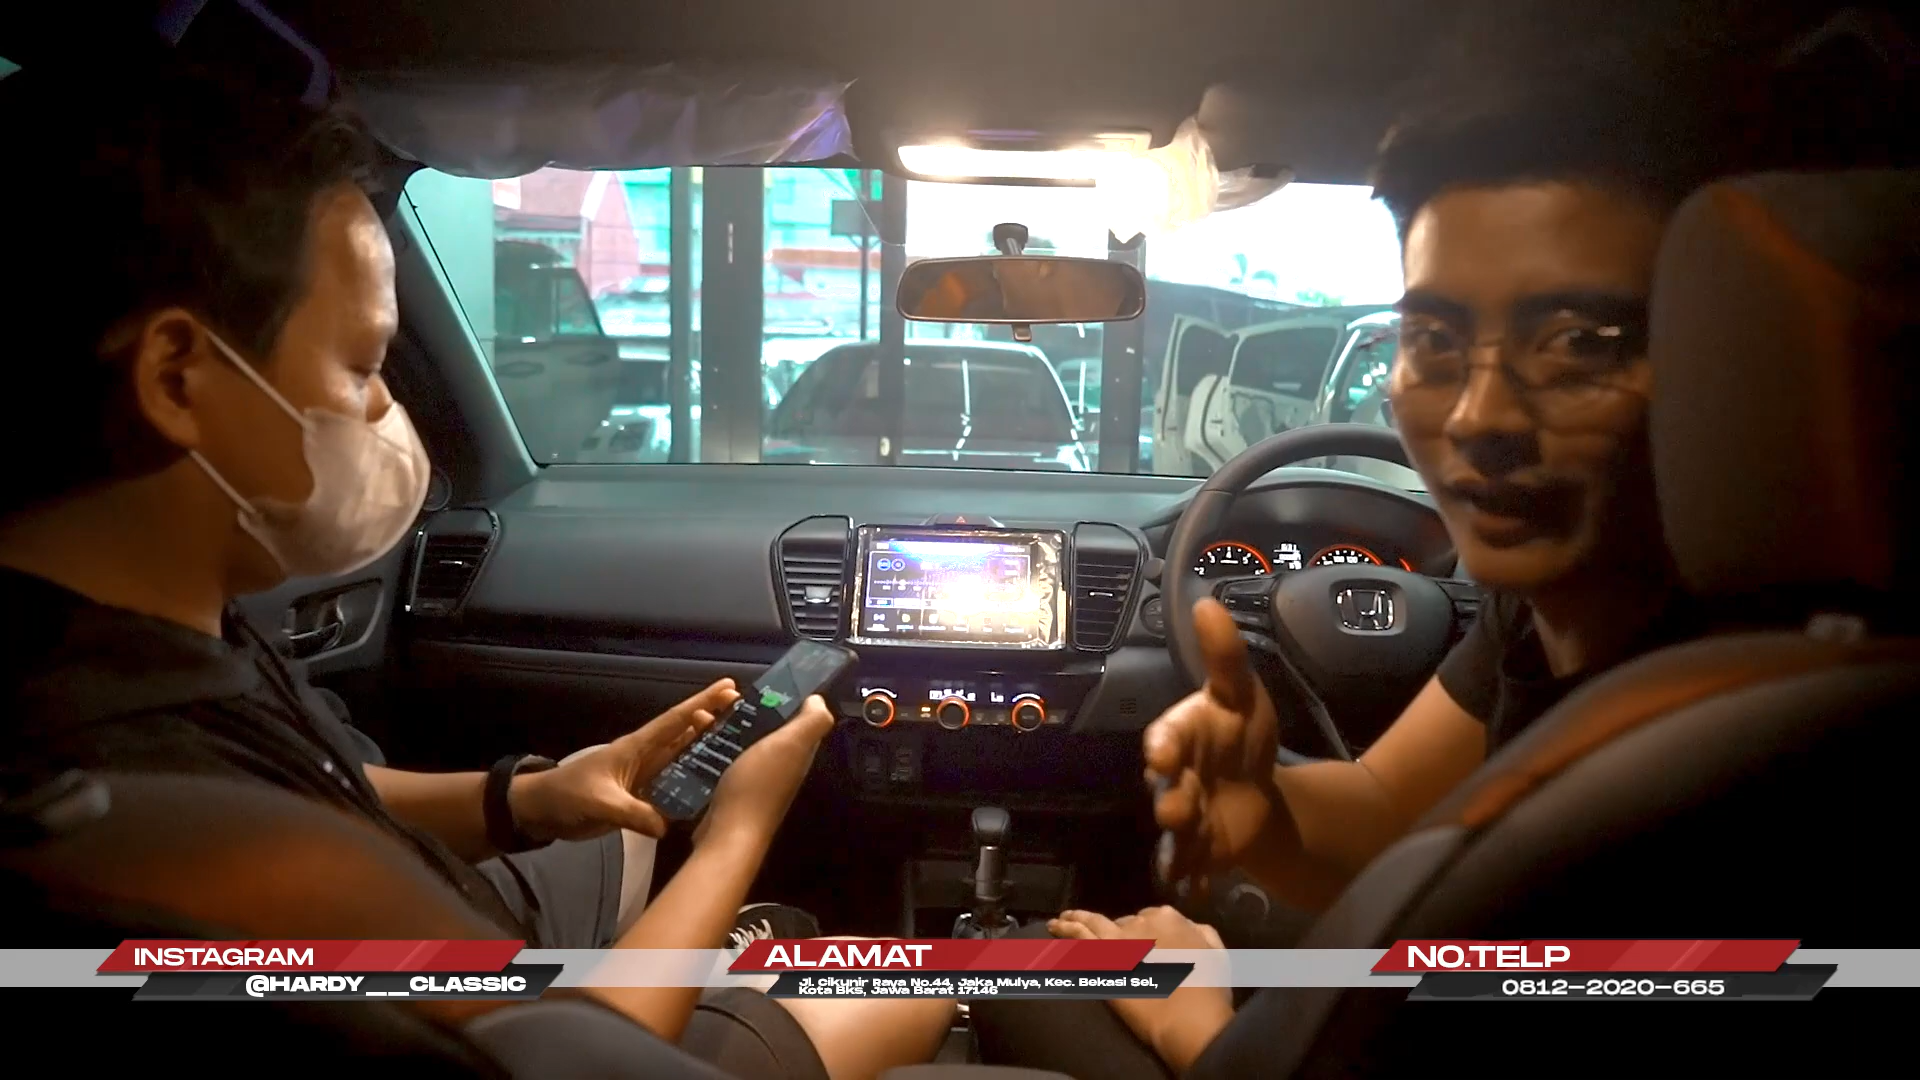 INSTAGRAM
@HARDY__CLASSIC
ALAMAT
Jl. Cikunir Raya No.44, Jaka Mulya, Kec. Bekasi Sel.,
Kota Bks, Jawa Barat 17146
NO.TELP
0812-2020-665